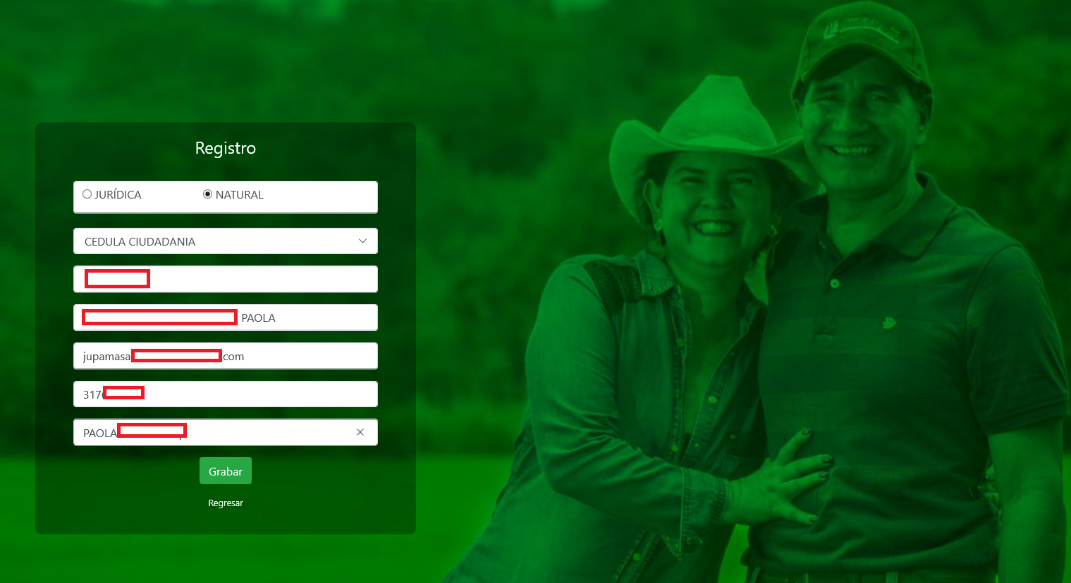 Registro
JURÍDICA NATURAL
CEDULA CIUDADANIA
PAOLA
jupamasa com
317
PAOLA
Grabar
Regresar